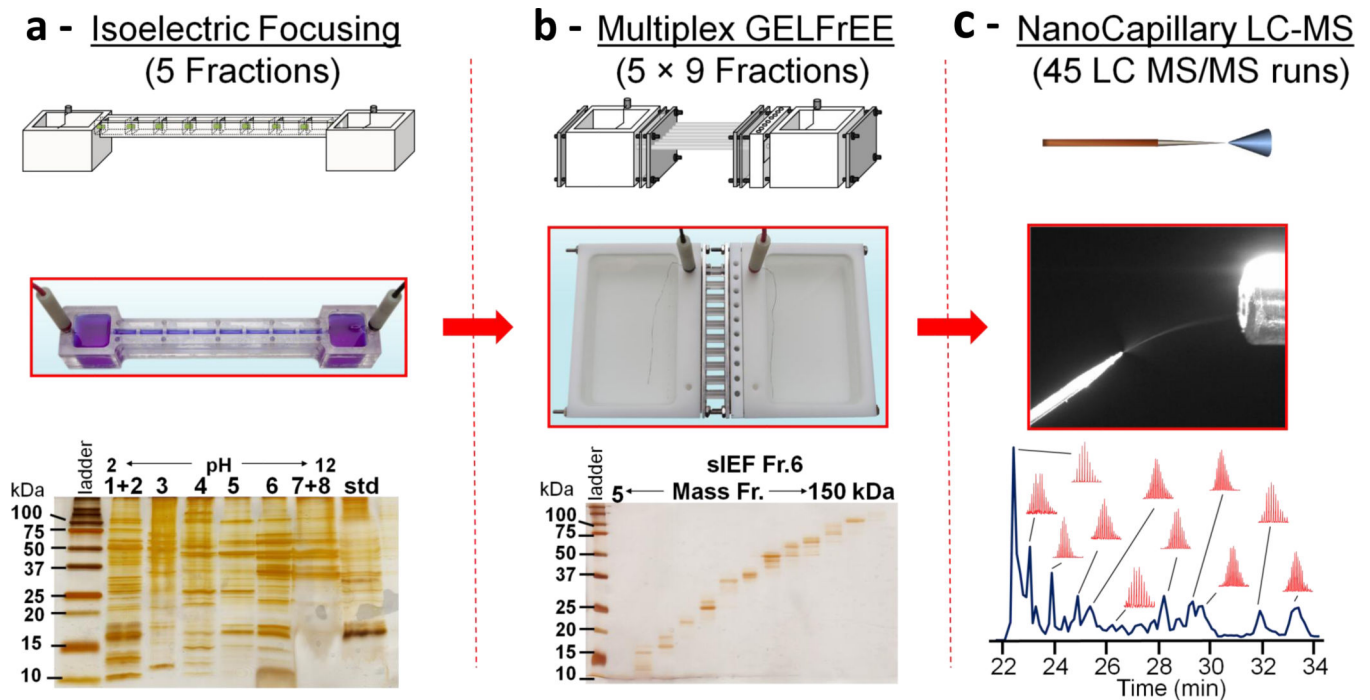 a - Isoelectric Focusing
(5 Fractions)
b - Multiplex GELFrEE
(5 × 9 Fractions)
c - NanoCapillary LC-MS
(45 LC MS/MS runs)
ladder
2 ← pH → 12
1+2 3 4 5 6 7+8 std
kDa
100
75
50
37
25
20
15
10
sIEF Fr.6
ladder
5 ← Mass Fr. → 150 kDa
kDa
100
75
50
37
25
20
15
10
22 24 26 28 30 32 34
Time (min)